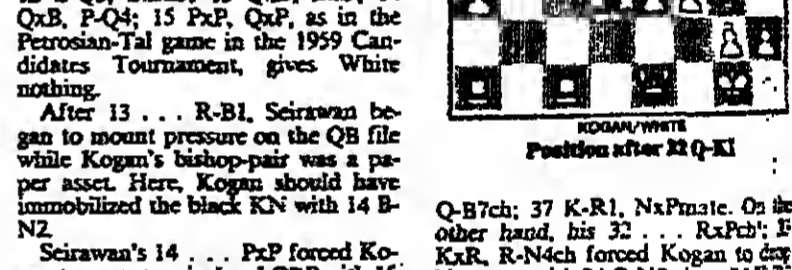 QxB, P-Q4; 15 PxP, QxP, as in the
Petrosian-Tal game in the 1959 Can-
didates Tournament, gives White
nothing.
After 13 . . . R-B1, Seirawan be-
gan to mount pressure on the QB file
while Kogan's bishop-pair was a pa-
per asset. Here, Kogan should have
immobilized the black KN with 14 B-
N2.
Seirawan's 14 . . . PxP forced Ko-
KOGAN/WHITE
Position after 32 Q-K1
Q-B7ch; 37 K-R1, NxPmate. On the
other hand, his 32 . . . RxPch!; 33
KxR, R-N4ch forced Kogan to drop